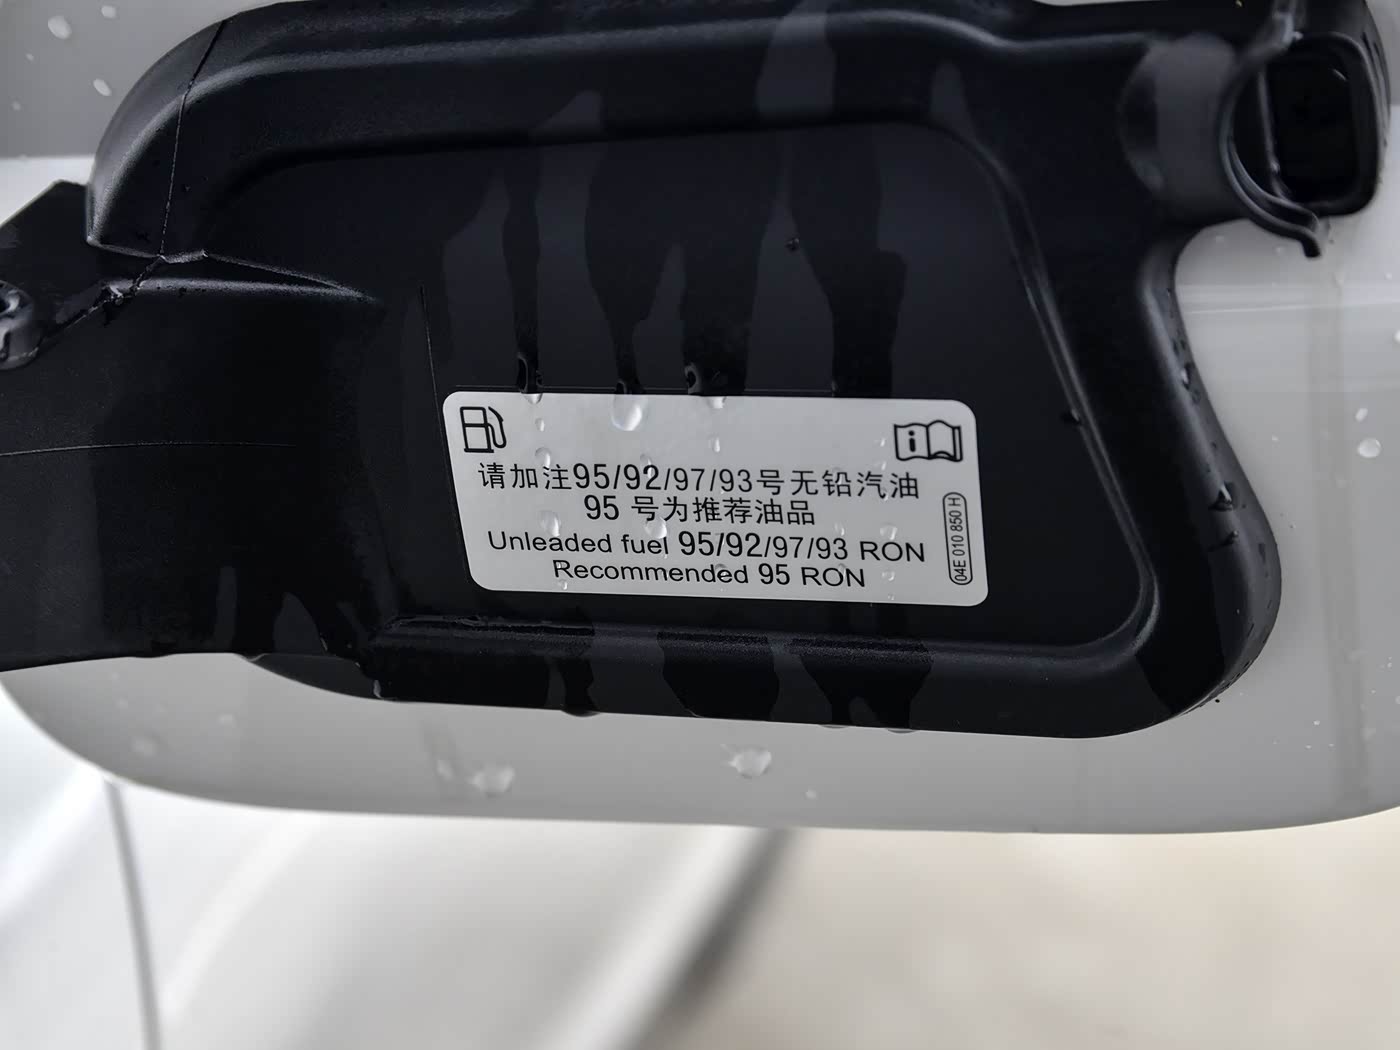 请加注95/92/97/93号无铅汽油
95 号为推荐油品
Unleaded fuel 95/92/97/93 RON
Recommended 95 RON
04E 010 850 H